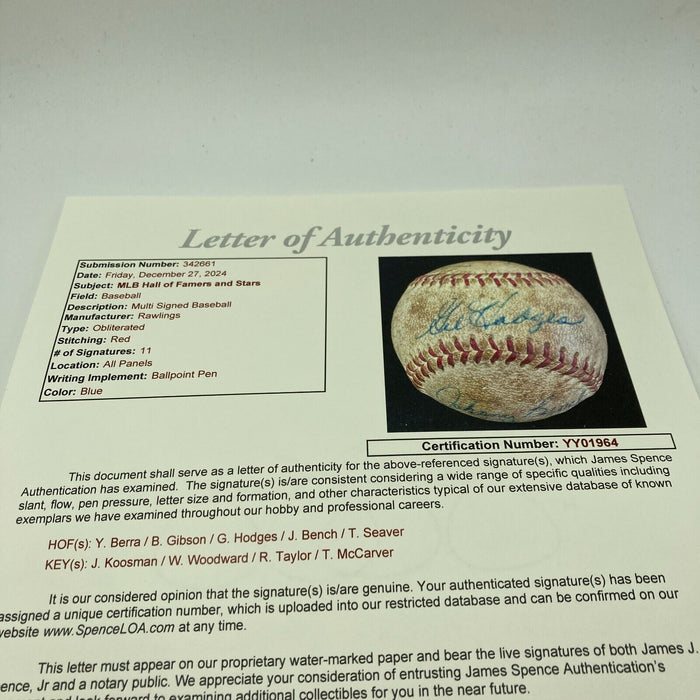 Letter of Authenticity
Submission Number: 342661
Date: Friday, December 27, 2024
Subject: MLB Hall of Famers and Stars
Field: Baseball
Description: Multi Signed Baseball
Manufacturer: Rawlings
Type: Obliterated
Stitching: Red
# of Signatures: 11
Location: All Panels
Writing Implement: Ballpoint Pen
Color: Blue
Gil Hodges
Johnny
Certification Number: YY01964
This document shall serve as a letter of authenticity for the above-referenced signature(s), which James Spence
Authentication has examined. The signature(s) is/are consistent considering a wide range of specific qualities including
slant, flow, pen pressure, letter size and formation, and other characteristics typical of our extensive database of known
exemplars we have examined throughout our hobby and professional careers.
HOF(s): Y. Berra / B. Gibson / G. Hodges / J. Bench / T. Seaver
KEY(s): J. Koosman / W. Woodward / R. Taylor / T. McCarver
It is our considered opinion that the signature(s) is/are genuine. Your authenticated signature(s) has been
assigned a unique certification number, which is uploaded into our restricted database and can be confirmed on our
website www.SpenceLOA.com at any time.
This letter must appear on our proprietary water-marked paper and bear the live signatures of both James J.
ence, Jr and a notary public. We appreciate your consideration of entrusting James Spence Authentication's
and look forward to examining additional collectibles for you in the near future.